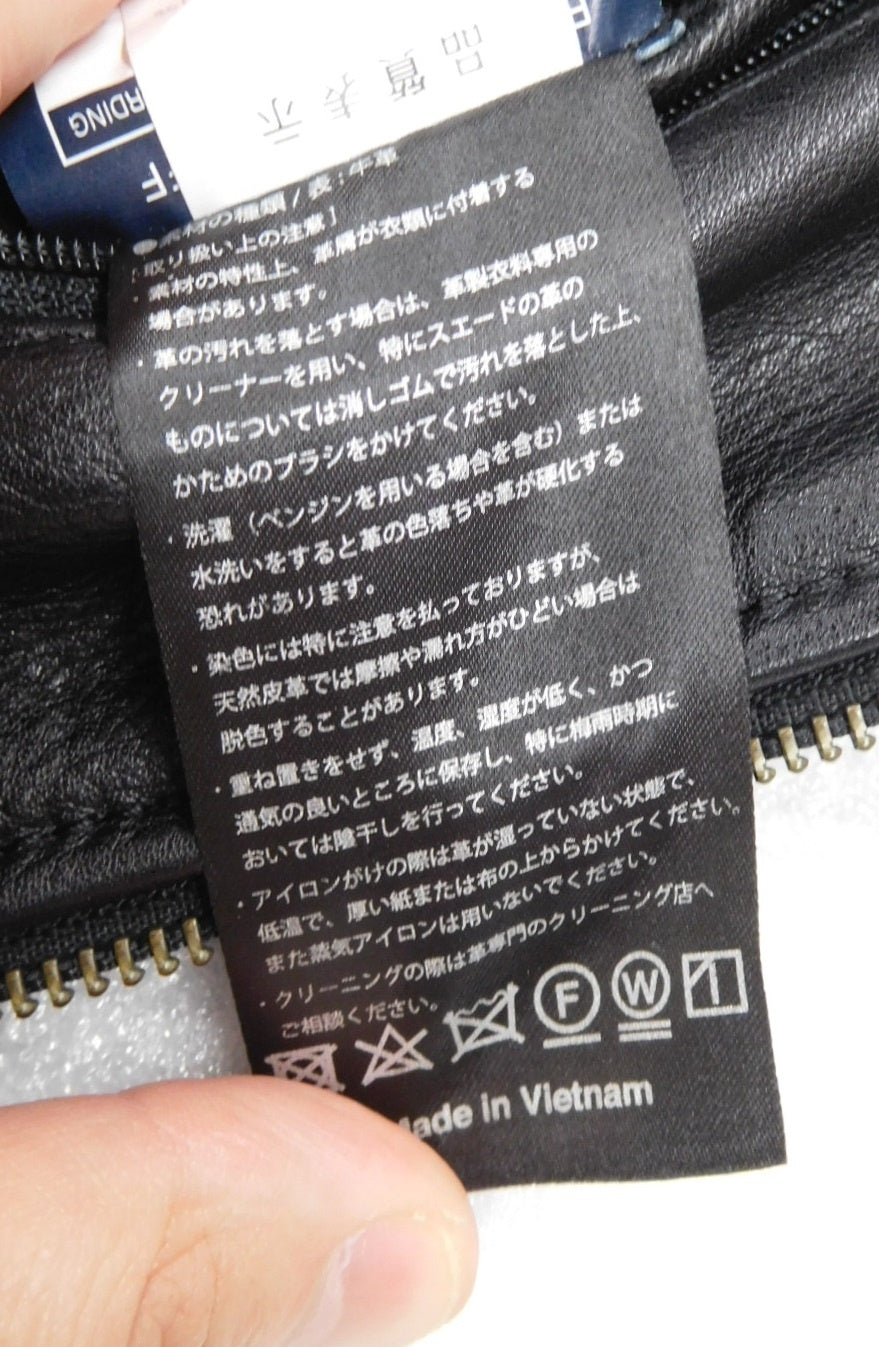 品質表示
RDING
EF
●素材の種類/表:牛革
[取り扱い上の注意]
・素材の特性上、革屑が衣類に付着する
場合があります。
・革の汚れを落とす場合は、革製衣料専用の
クリーナーを用い、特にスエードの革の
ものについては消しゴムで汚れを落とした上、
かためのブラシをかけてください。
・洗濯(ベンジンを用いる場合を含む)または
水洗いをすると革の色落ちや革が硬化する
恐れがあります。
・染色には特に注意を払っておりますが、
天然皮革では摩擦や濡れ方がひどい場合は
脱色することがあります。
・重ね置きをせず、温度、湿度が低く、かつ
通気の良いところに保存し、特に梅雨時期に
おいては陰干しを行ってください。
・アイロンがけの際は革が湿っていない状態で、
低温で、厚い紙または布の上からかけてください。
また蒸気アイロンは用いないでください。
・クリーニングの際は革専門のクリーニング店へ
ご相談ください。
F W
Made in Vietnam